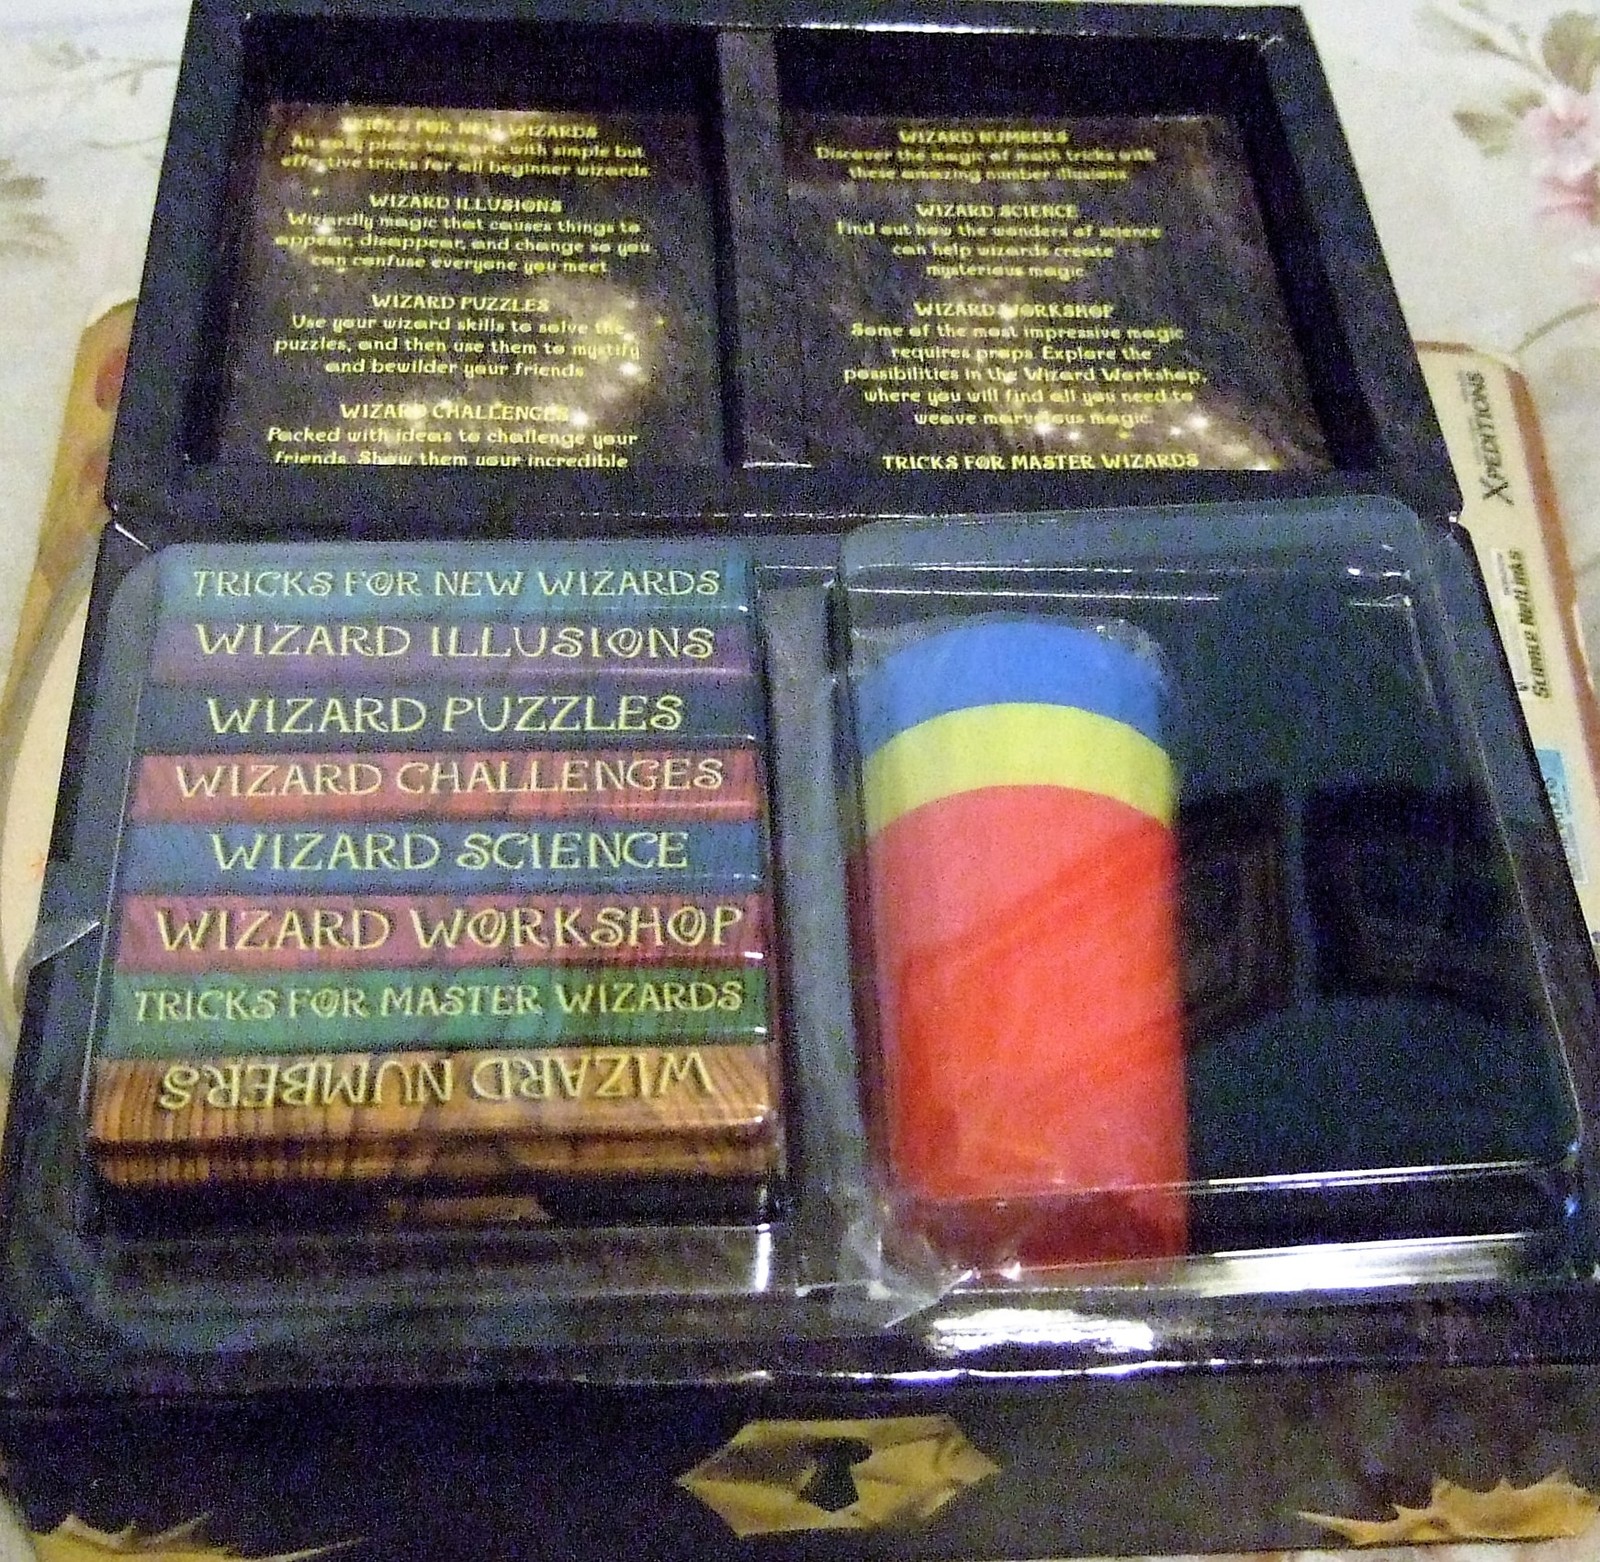 TRICKS FOR NEW WIZARDS
An easy place to start, with simple but
effective tricks for all beginner wizards
WIZARD ILLUSIONS
Wizardly magic that causes things to
appear, disappear, and change so you
can confuse everyone you meet
WIZARD PUZZLES
Use your wizard skills to solve the
puzzles, and then use them to mystify
and bewilder your friends
WIZARD CHALLENGES
Packed with ideas to challenge your
friends. Show them your incredible
WIZARD NUMBERS
Discover the magic of math tricks with
these amazing number illusions
WIZARD SCIENCE
Find out how the wonders of science
can help wizards create
mysterious magic
WIZARD WORKSHOP
Some of the most impressive magic
requires props. Explore the
possibilities in the Wizard Workshop,
where you will find all you need to
weave marvelous magic.
TRICKS FOR MASTER WIZARDS
TRICKS FOR NEW WIZARDS
WIZARD ILLUSIONS
WIZARD PUZZLES
WIZARD CHALLENGES
WIZARD SCIENCE
WIZARD WORKSHOP
TRICKS FOR MASTER WIZARDS
WIZARD NUMBERS
XPEDITIONS
Science NetLinks